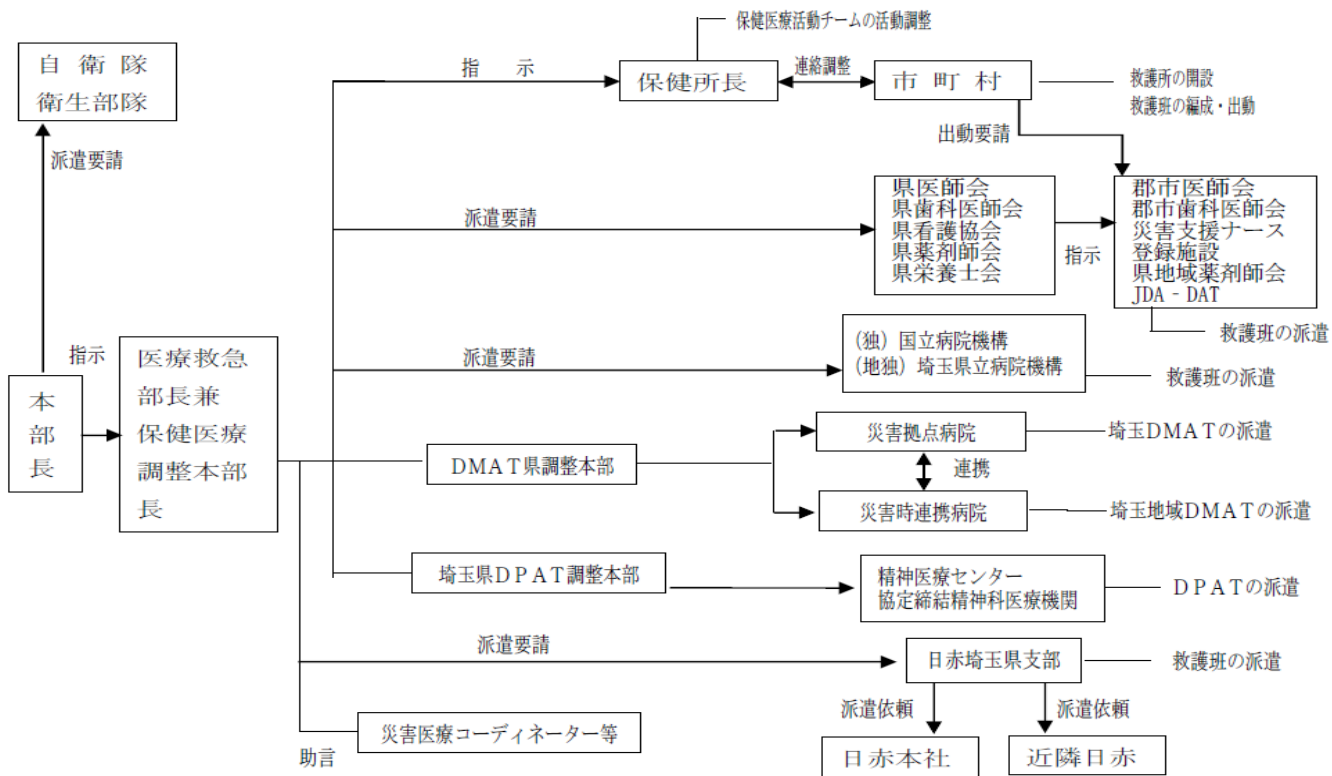 保健医療活動チームの活動調整
自 衛 隊
衛生部隊
派遣要請
指 示
保健所長
連絡調整
市 町 村
救護所の開設
救護班の編成・出動
出動要請
派遣要請
県医師会
県歯科医師会
県看護協会
県薬剤師会
県栄養士会
指示
郡市医師会
郡市歯科医師会
災害支援ナース
登録施設
県地域薬剤師会
JDA‐DAT
救護班の派遣
本
部
長
指示
医療救急
部長兼
保健医療
調整本部
長
派遣要請
(独)国立病院機構
(地独)埼玉県立病院機構
救護班の派遣
DMAT県調整本部
災害拠点病院
埼玉DMATの派遣
連携
災害時連携病院
埼玉地域DMATの派遣
埼玉県DPAT調整本部
精神医療センター
協定締結精神科医療機関
DPATの派遣
派遣要請
日赤埼玉県支部
救護班の派遣
派遣依頼
派遣依頼
日赤本社
近隣日赤
災害医療コーディネーター等
助言